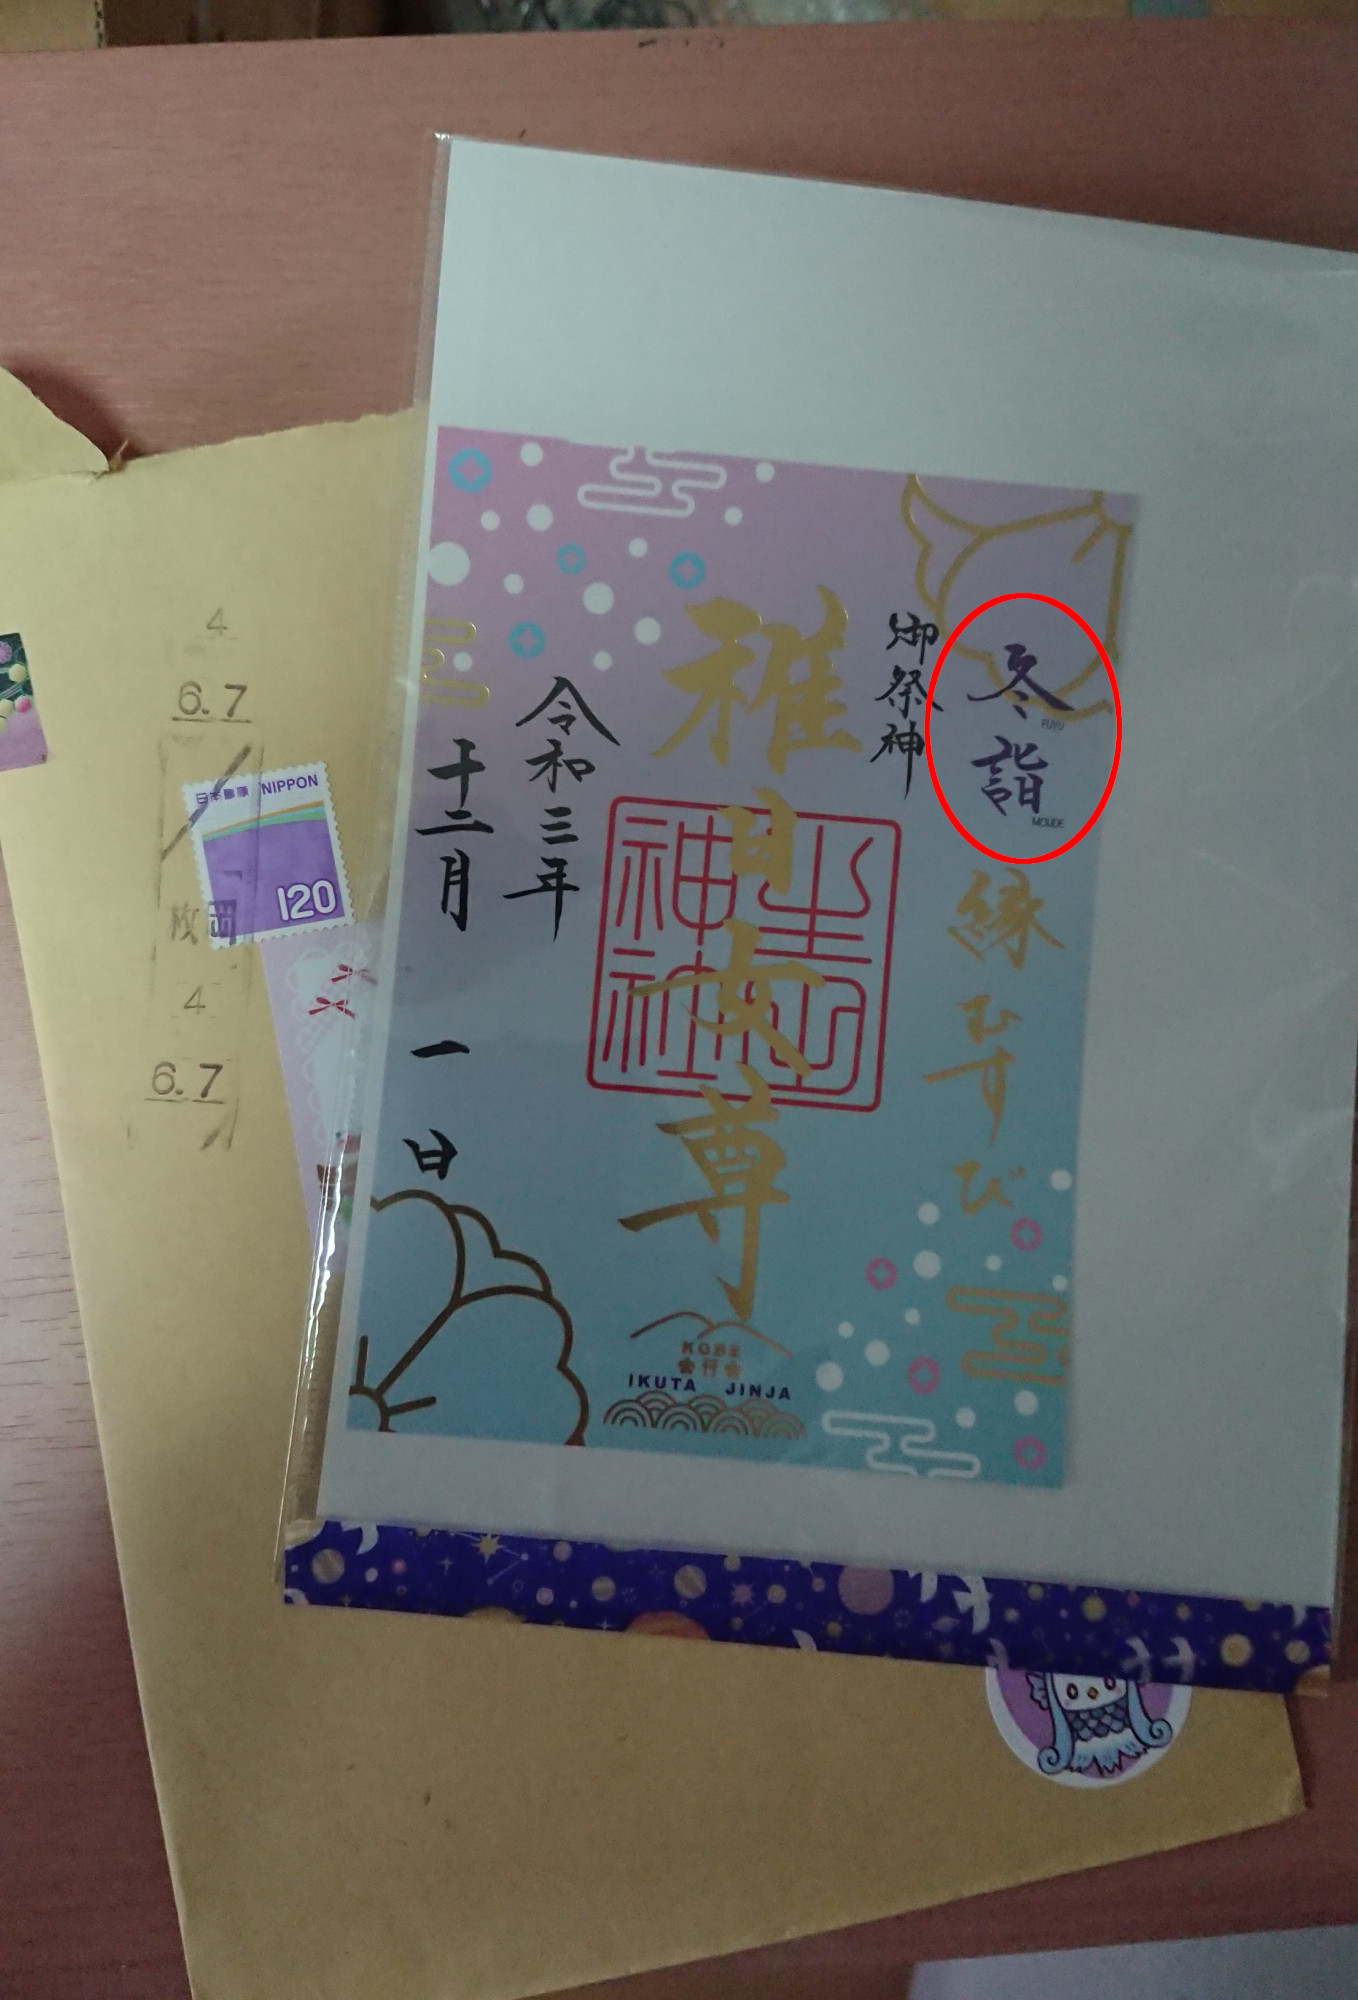 冬詣
FUYU
MOUDE
縁むすび
御祭神
稚日女尊
生田神社
令和三年
十二月一日
KOBE
IKUTA JINJA
日本郵便 NIPPON
120
4
6.7
枚岡
4
6.7